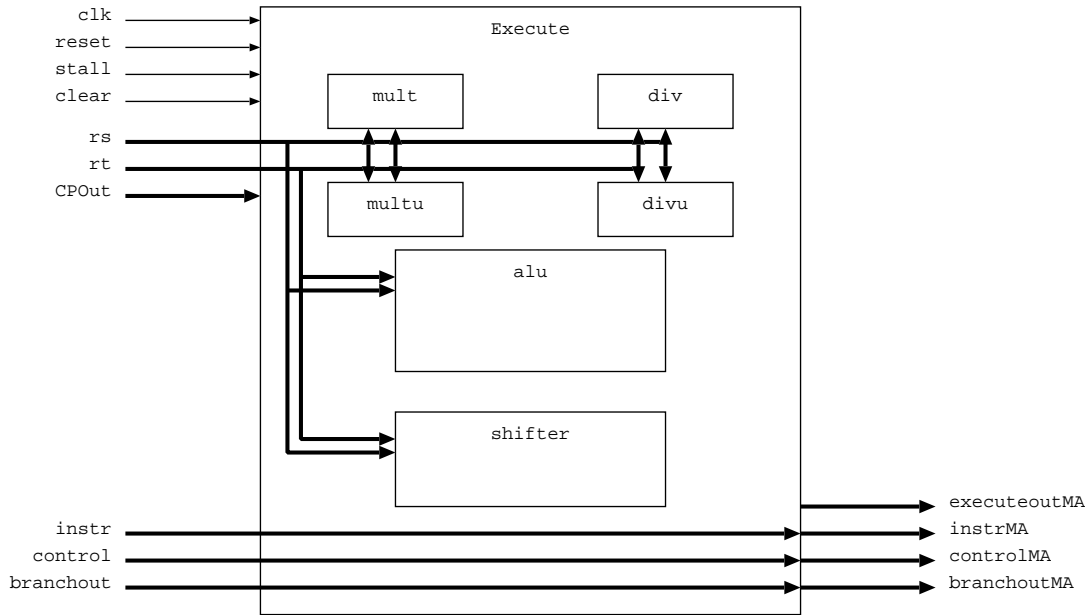 clk
reset
stall
clear
rs
rt
CPOut
instr
control
branchout
Execute
mult
div
multu
divu
alu
shifter
executeoutMA
instrMA
controlMA
branchoutMA